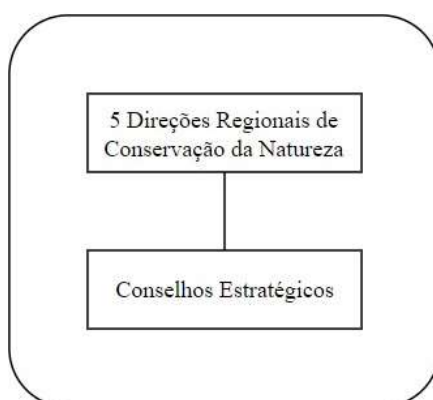 5 Direções Regionais de
Conservação da Natureza
Conselhos Estratégicos